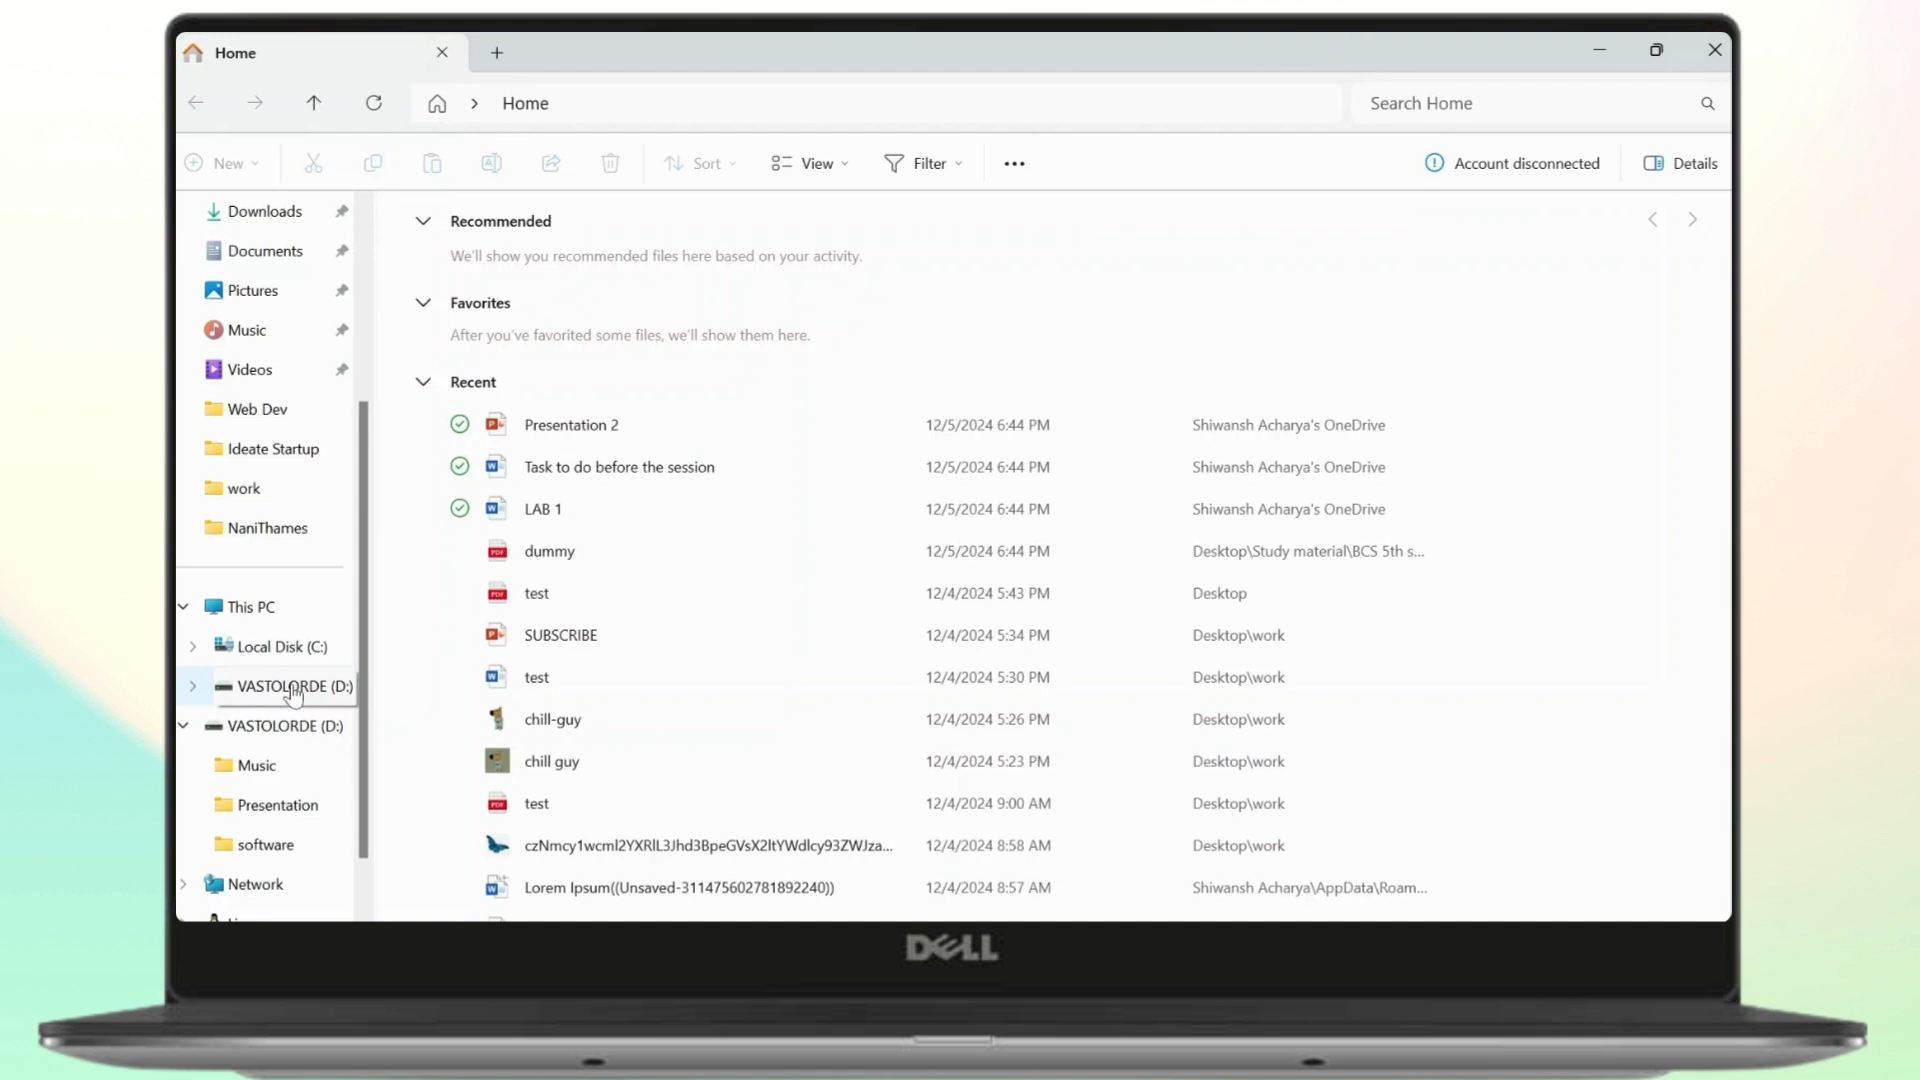 Home
Home
Search Home
New
Sort
View
Filter
Account disconnected
Details
Downloads
Documents
Pictures
Music
Videos
Web Dev
Ideate Startup
work
NaniThames
This PC
Local Disk (C:)
VASTOLORDE (D:)
VASTOLORDE (D:)
Music
Presentation
software
Network
Recommended
We'll show you recommended files here based on your activity.
Favorites
After you've favorited some files, we'll show them here.
Recent
Presentation 2 12/5/2024 6:44 PM Shiwansh Acharya's OneDrive
Task to do before the session 12/5/2024 6:44 PM Shiwansh Acharya's OneDrive
LAB 1 12/5/2024 6:44 PM Shiwansh Acharya's OneDrive
dummy 12/5/2024 6:44 PM Desktop\Study material\BCS 5th s...
test 12/4/2024 5:43 PM Desktop
SUBSCRIBE 12/4/2024 5:34 PM Desktop\work
test 12/4/2024 5:30 PM Desktop\work
chill-guy 12/4/2024 5:26 PM Desktop\work
chill guy 12/4/2024 5:23 PM Desktop\work
test 12/4/2024 9:00 AM Desktop\work
12/4/2024 8:58 AM Desktop\work
Lorem Ipsum((Unsaved-311475602781892240)) 12/4/2024 8:57 AM Shiwansh Acharya\AppData\Roam...
DELL